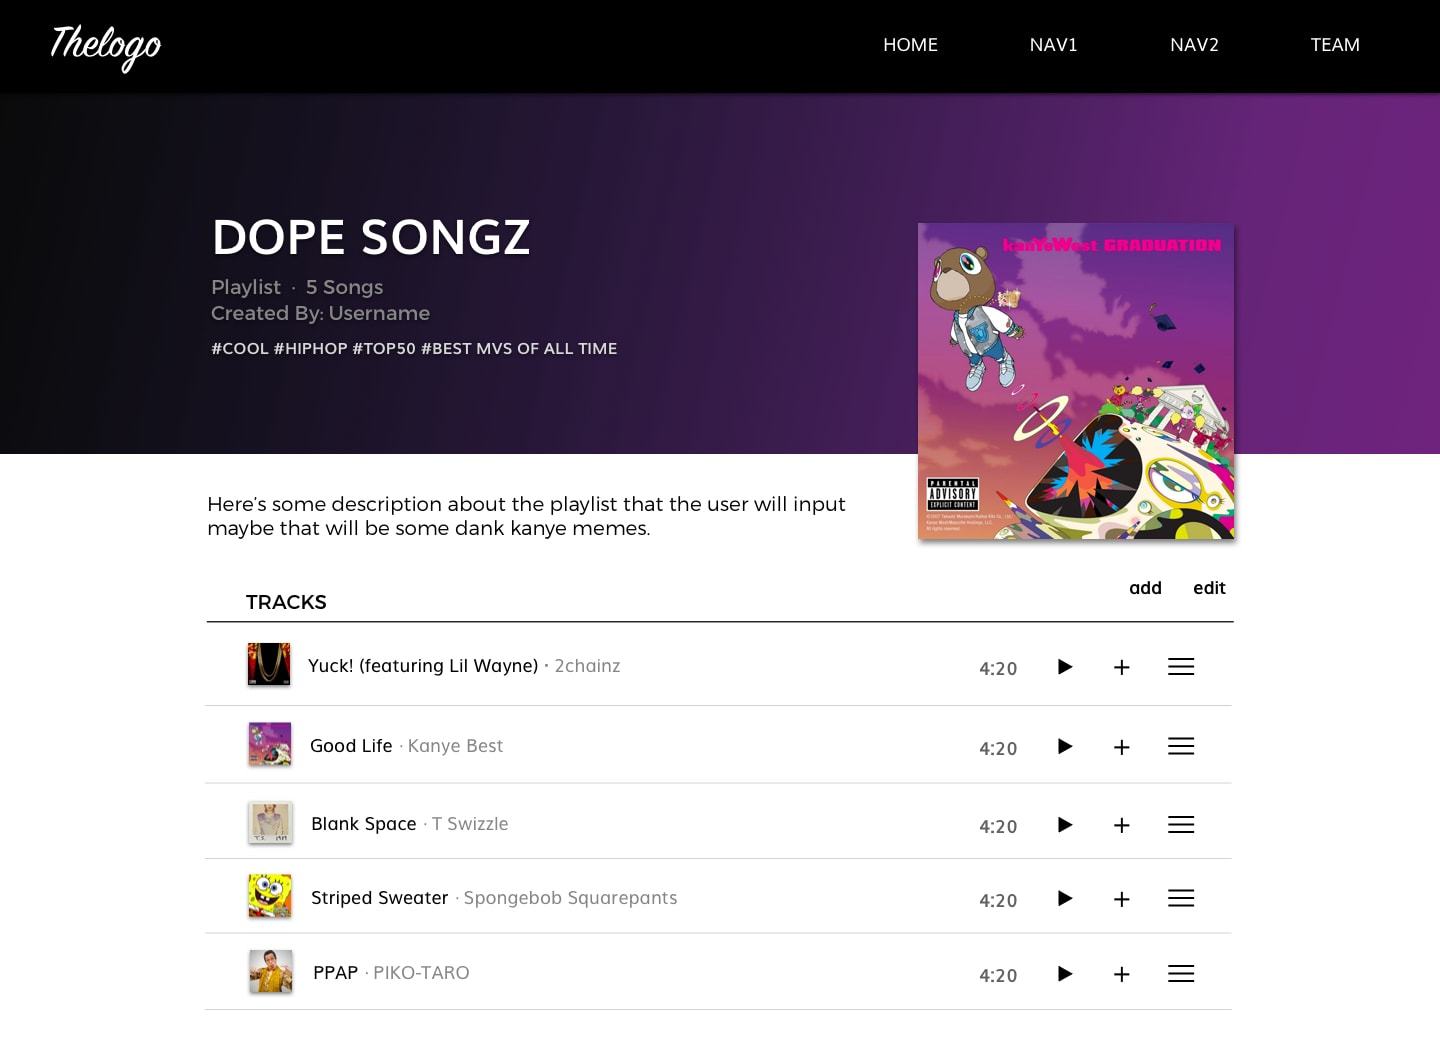 Thelogo
HOME NAV1 NAV2 TEAM
DOPE SONGZ
Playlist · 5 Songs
Created By: Username
#COOL #HIPHOP #TOP50 #BEST MVS OF ALL TIME
kanYeWest GRADUATION
PARENTAL
ADVISORY
EXPLICIT CONTENT
All rights reserved.
Here's some description about the playlist that the user will input
maybe that will be some dank kanye memes.
add edit
TRACKS
Yuck! (featuring Lil Wayne) · 2chainz 4:20
Good Life · Kanye Best 4:20
Blank Space · T Swizzle 4:20
T.S. 1989
Striped Sweater · Spongebob Squarepants 4:20
PPAP · PIKO-TARO 4:20